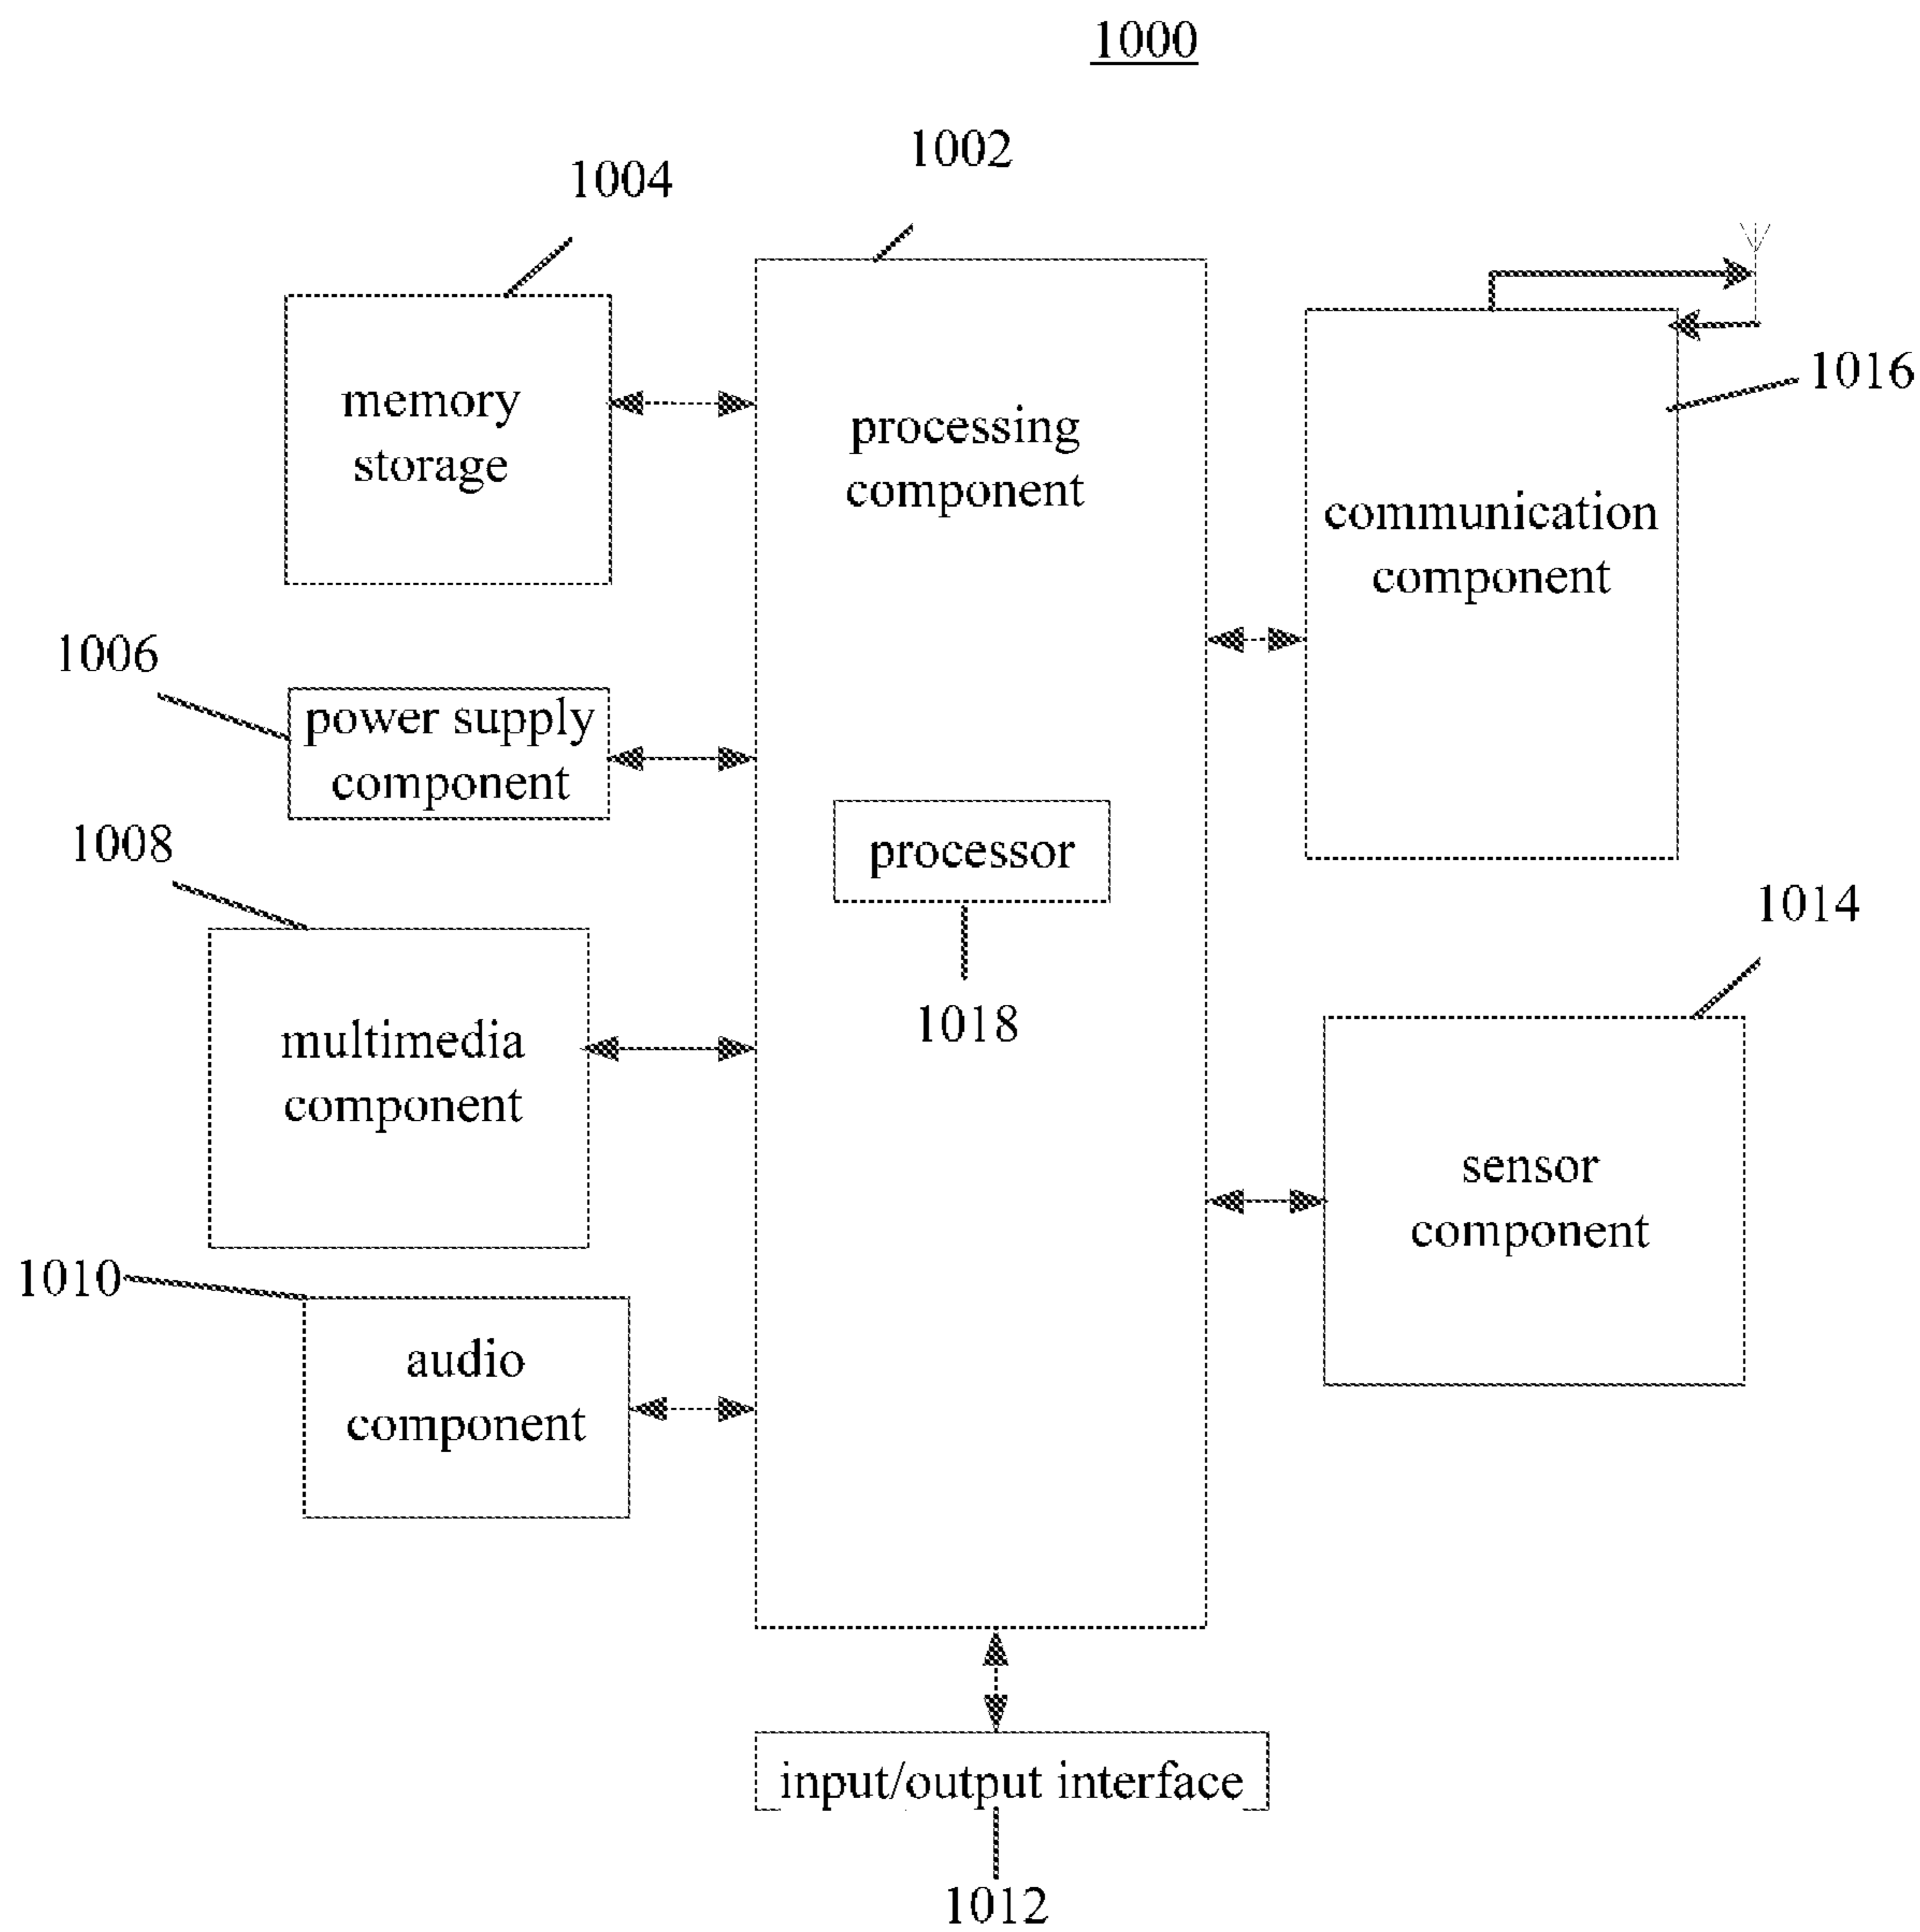 1000
1002
1004
memory
storage
processing
component
1016
communication
component
1006
power supply
component
1008
processor
1014
1018
multimedia
component
sensor
component
1010
audio
component
input/output interface
1012